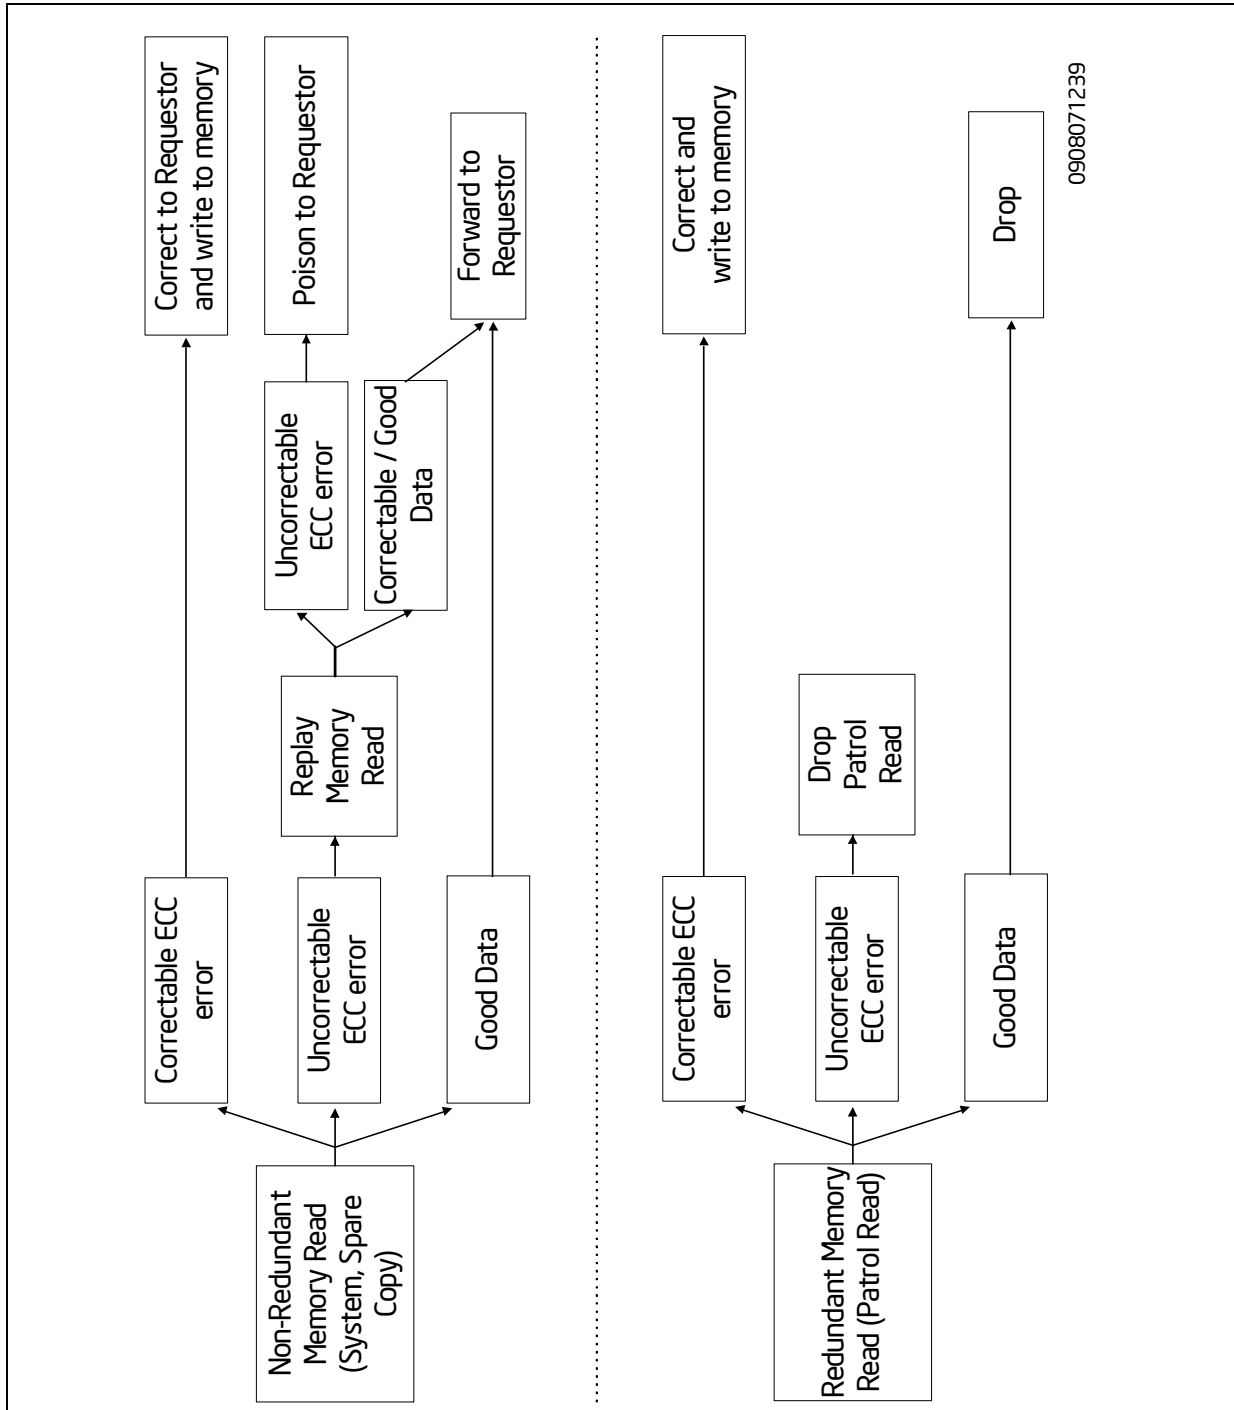 Non-Redundant
Memory Read
(System, Spare
Copy)
Correctable ECC
error
Uncorrectable
ECC error
Good Data
Replay
Memory
Read
Uncorrectable
ECC error
Correctable / Good
Data
Correct to Requestor
and write to memory
Poison to Requestor
Forward to
Requestor
Redundant Memory
Read (Patrol Read)
Correctable ECC
error
Uncorrectable
ECC error
Good Data
Drop
Patrol
Read
Correct and
write to memory
Drop
0908071239